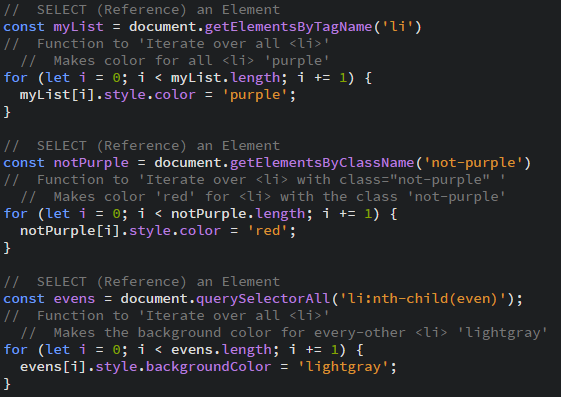 //  SELECT (Reference) an Element
const myList = document.getElementsByTagName('li')
//  Function to 'Iterate over all <li>'
  //  Makes color for all <li> 'purple'
for (let i = 0; i < myList.length; i += 1) {
  myList[i].style.color = 'purple';
}

//  SELECT (Reference) an Element
const notPurple = document.getElementsByClassName('not-purple')
//  Function to 'Iterate over <li> with class="not-purple" '
  //  Makes color 'red' for <li> with the class 'not-purple'
for (let i = 0; i < notPurple.length; i += 1) {
  notPurple[i].style.color = 'red';
}

//  SELECT (Reference) an Element
const evens = document.querySelectorAll('li:nth-child(even)');
//  Function to 'Iterate over all <li>'
  //  Makes the background color for every-other <li> 'lightgray'
for (let i = 0; i < evens.length; i += 1) {
  evens[i].style.backgroundColor = 'lightgray';
}